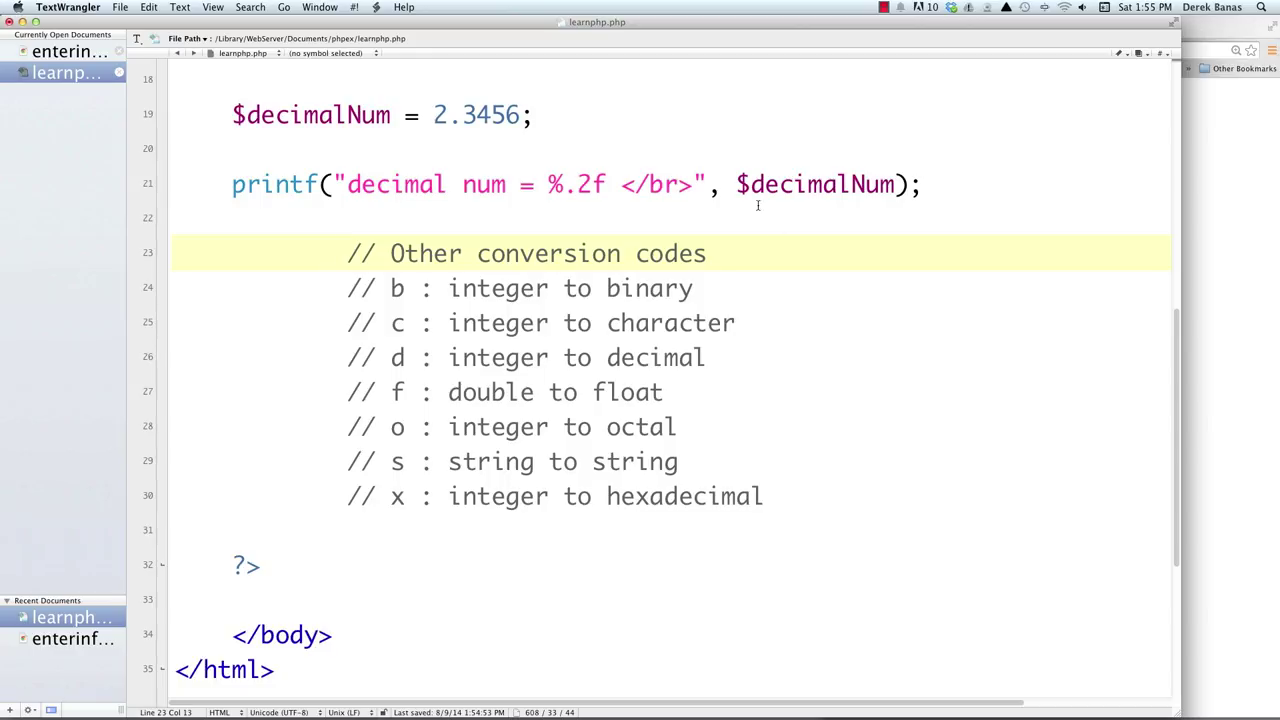 TextWrangler File Edit Text View Search Go Window #! Help 10 Sat 1:55 PM Derek Banas
learnphp.php
Currently Open Documents
File Path ▾ : /Library/WebServer/Documents/phpex/learnphp.php
enterin...
learnphp.php (no symbol selected)
learnp...
Other Bookmarks
18
19 $decimalNum = 2.3456;
20
21 printf("decimal num = %.2f </br>", $decimalNum);
22
23 // Other conversion codes
24 // b : integer to binary
25 // c : integer to character
26 // d : integer to decimal
27 // f : double to float
28 // o : integer to octal
29 // s : string to string
30 // x : integer to hexadecimal
31
32 ?>
33
34 </body>
35 </html>
Recent Documents
learnph...
enterinf...
Line 23 Col 13 HTML Unicode (UTF-8) Unix (LF) Last saved: 8/9/14 1:54:53 PM 608 / 33 / 44